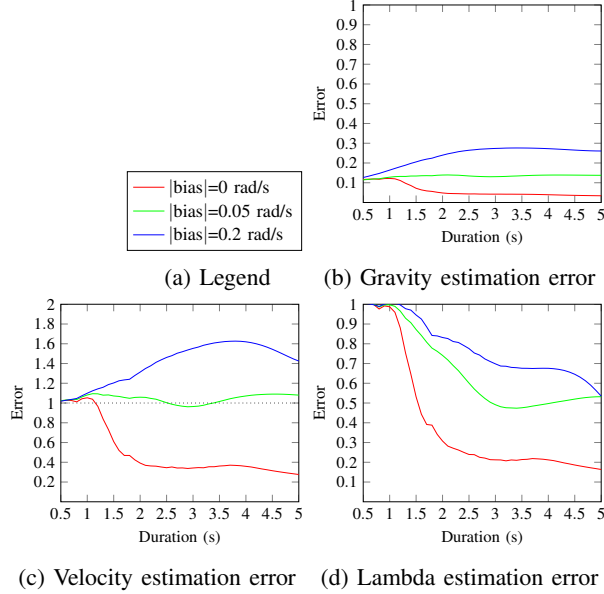 1
0.9
0.8
0.7
0.6
0.5
0.4
0.3
0.2
0.1
Error
0.5 1 1.5 2 2.5 3 3.5 4 4.5 5
Duration (s)
|bias|=0 rad/s
|bias|=0.05 rad/s
|bias|=0.2 rad/s
(a) Legend
(b) Gravity estimation error
2
1.8
1.6
1.4
1.2
1
0.8
0.6
0.4
0.2
Error
0.5 1 1.5 2 2.5 3 3.5 4 4.5 5
Duration (s)
1
0.9
0.8
0.7
0.6
0.5
0.4
0.3
0.2
0.1
Error
0.5 1 1.5 2 2.5 3 3.5 4 4.5 5
Duration (s)
(c) Velocity estimation error
(d) Lambda estimation error